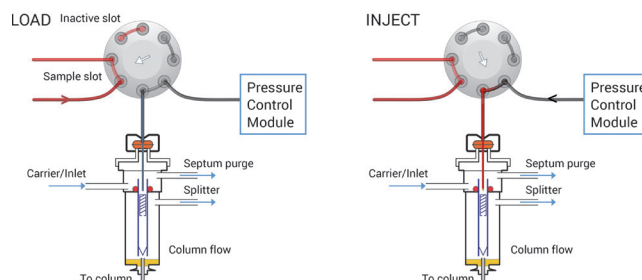 LOAD
Inactive slot
Sample slot
Pressure
Control
Module
Septum purge
Carrier/Inlet
Splitter
Column flow
To column
INJECT
Pressure
Control
Module
Septum purge
Carrier/Inlet
Splitter
Column flow
To column